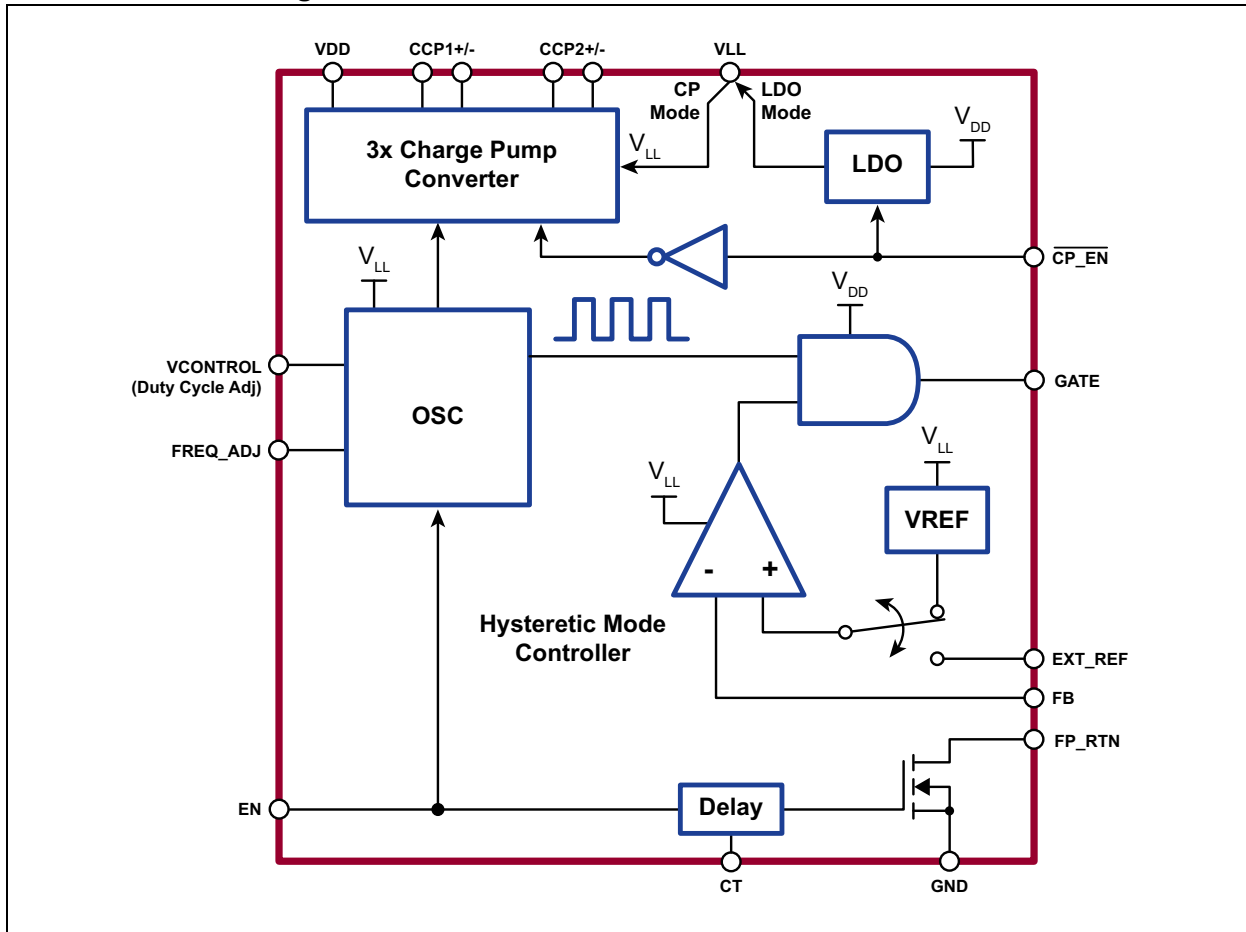 VDD
CCP1+/-
CCP2+/-
VLL
CP
Mode
LDO
Mode
3x Charge Pump
Converter
VLL
LDO
VDD
CP_EN
VLL
VDD
VCONTROL
(Duty Cycle Adj)
OSC
GATE
FREQ_ADJ
VLL
VLL
VREF
- +
Hysteretic Mode
Controller
EXT_REF
FB
FP_RTN
EN
Delay
CT
GND